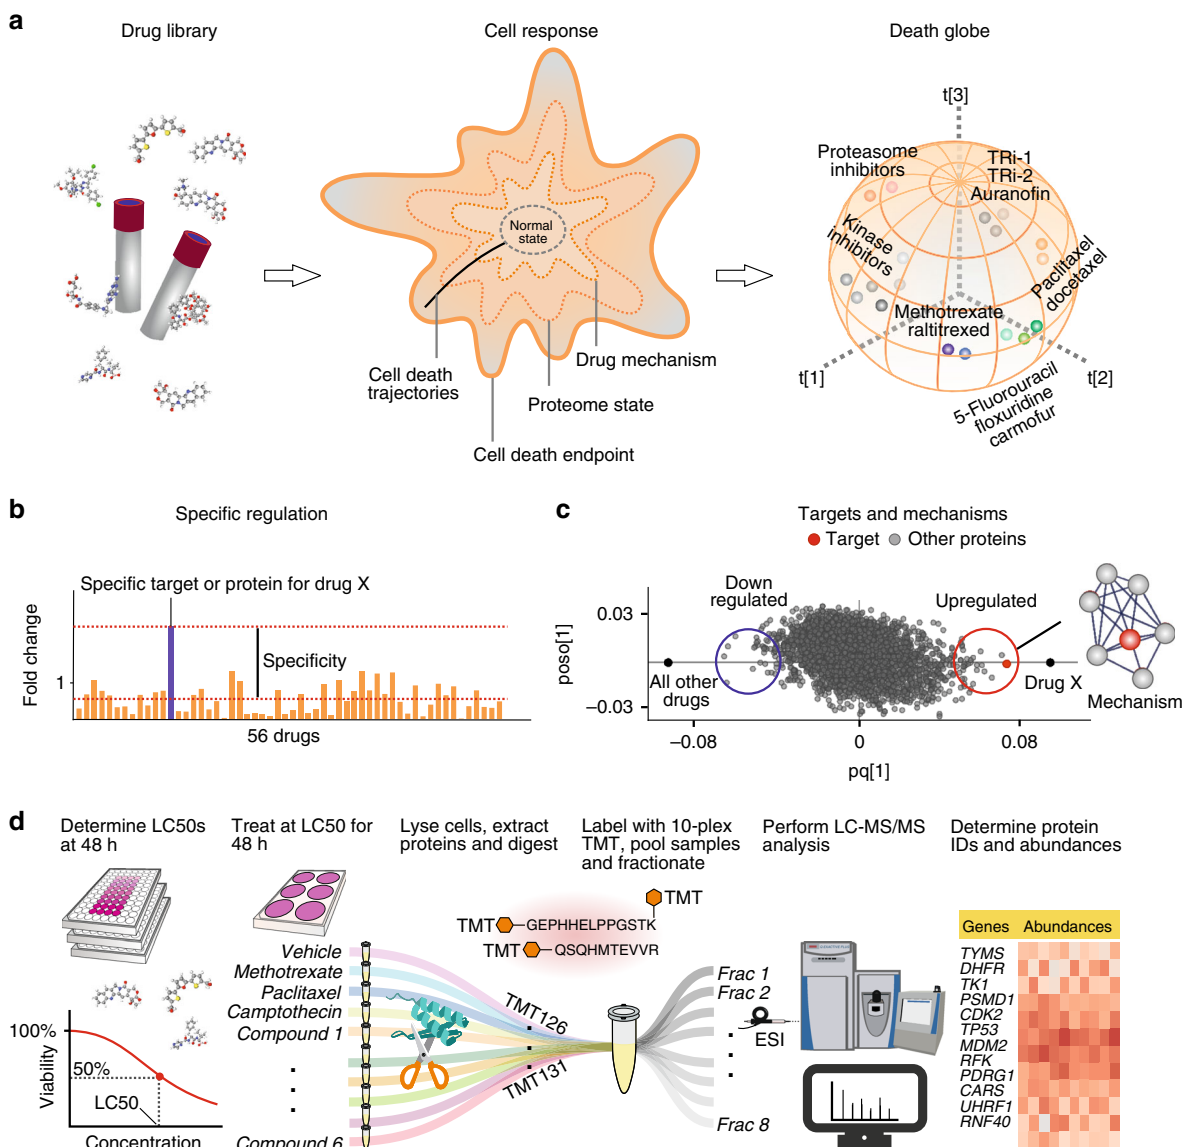 a
Drug library
Cell response
Death globe
t[3]
Proteasome
inhibitors
TRi-1
TRi-2
Auranofin
Kinase
inhibitors
Paclitaxel
docetaxel
Methotrexate
raltitrexed
t[1]
t[2]
5-Fluorouracil
floxuridine
carmofur
Normal
state
Cell death
trajectories
Drug mechanism
Proteome state
Cell death endpoint
b
Specific regulation
Specific target or protein for drug X
Fold change
1
Specificity
56 drugs
c
Targets and mechanisms
Target
Other proteins
Down
regulated
Upregulated
0.03
poso[1]
−0.03
All other
drugs
Drug X
Mechanism
−0.08
0
0.08
pq[1]
d
Determine LC50s
at 48 h
Treat at LC50 for
48 h
Lyse cells, extract
proteins and digest
Label with 10-plex
TMT, pool samples
and fractionate
Perform LC-MS/MS
analysis
Determine protein
IDs and abundances
TMT
TMT
GEPHHELPPGSTK
TMT
QSQHMTEVVR
Vehicle
Methotrexate
Paclitaxel
Camptothecin
Compound 1
Compound 6
TMT126
TMT131
Frac 1
Frac 2
Frac 8
ESI
100%
50%
Viability
LC50
Concentration
Genes
Abundances
TYMS
DHFR
TK1
PSMD1
CDK2
TP53
MDM2
RFK
PDRG1
CARS
UHRF1
RNF40